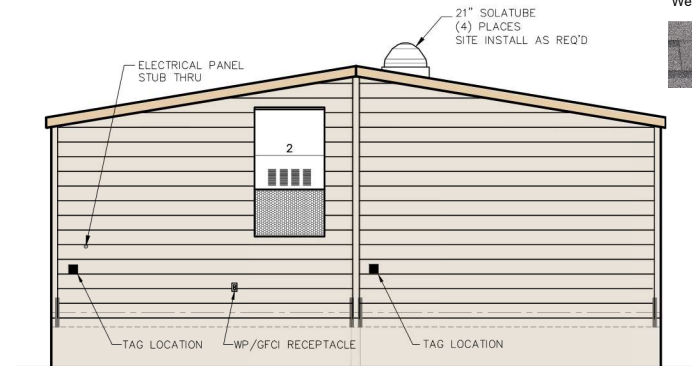 We
21" SOLATUBE
(4) PLACES
SITE INSTALL AS REQ'D
ELECTRICAL PANEL
STUB THRU
2
TAG LOCATION
WP/GFCI RECEPTACLE
TAG LOCATION